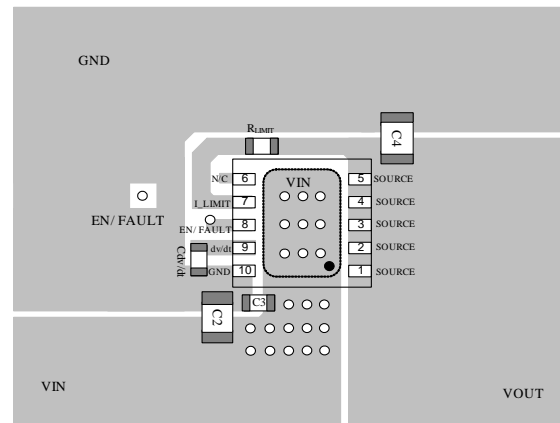 GND
C4
RLIMIT
N/C
6
VIN
5
SOURCE
I_LIMIT
7
4
SOURCE
EN/ FAULT
EN/ FAULT
8
3
SOURCE
dv/dt
9
2
SOURCE
Cdv/dt
GND
10
1
SOURCE
C3
C2
VIN
VOUT